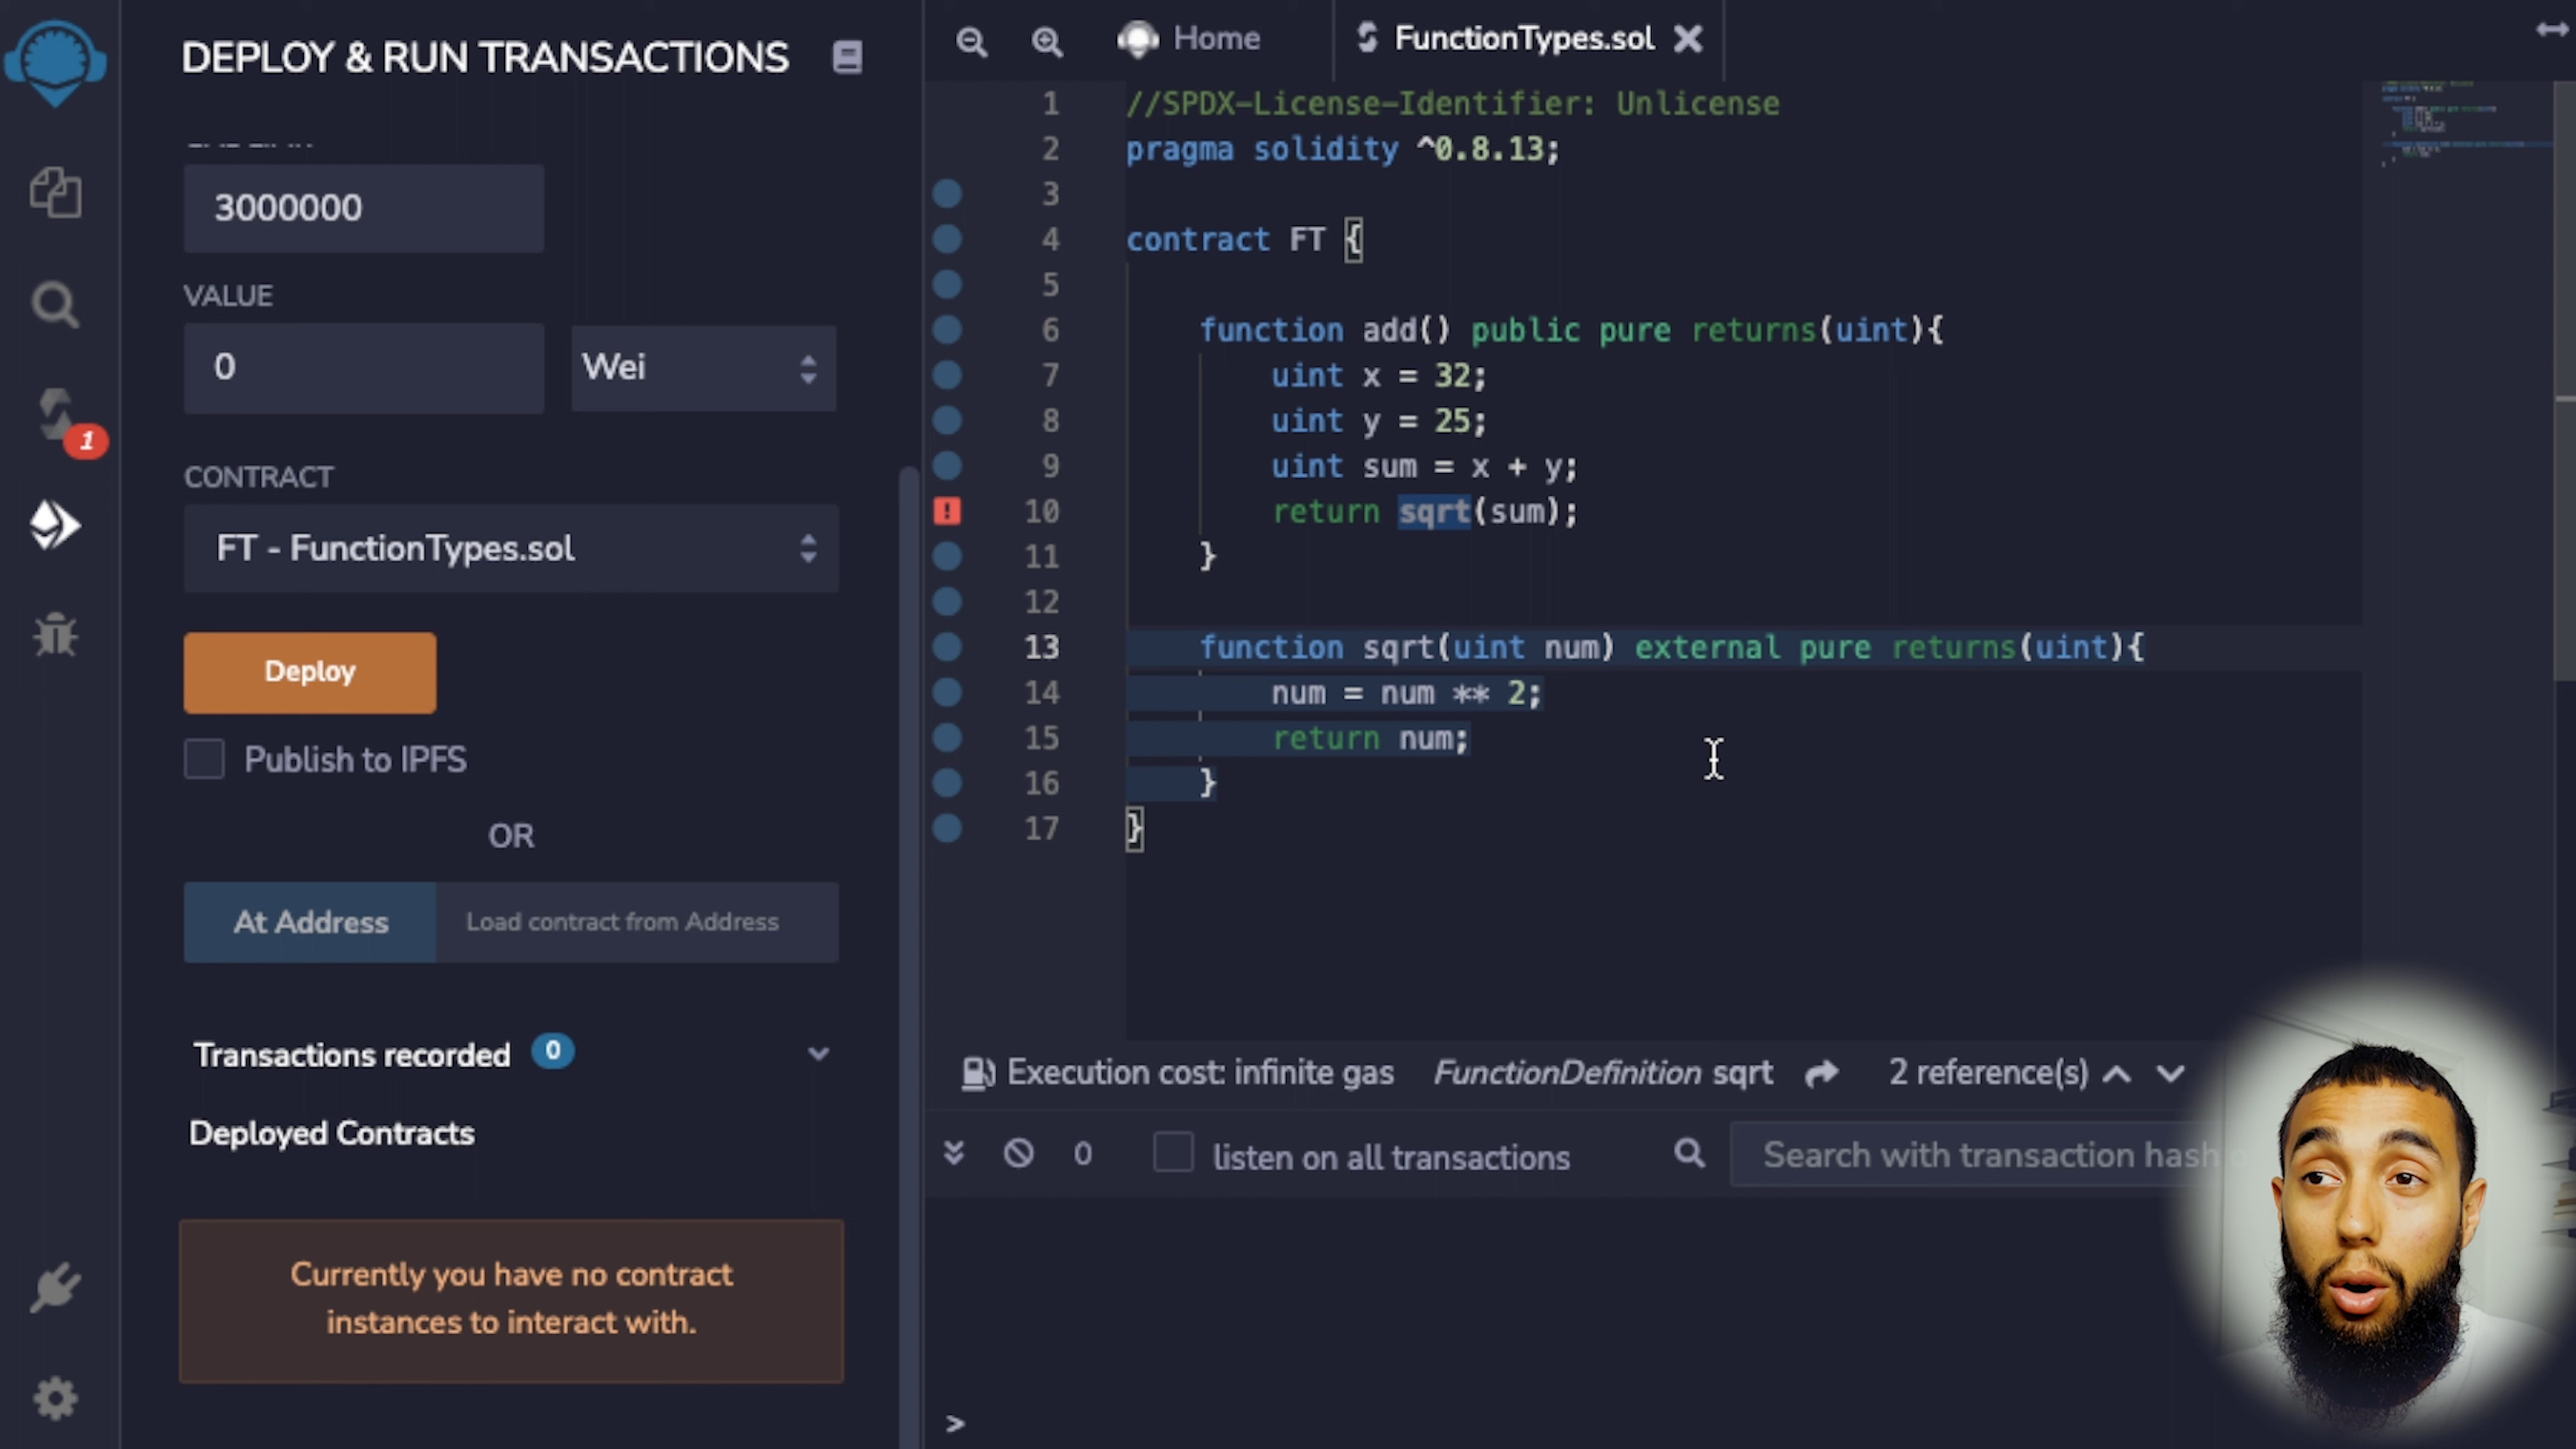 DEPLOY & RUN TRANSACTIONS
3000000
VALUE
0
Wei
1
CONTRACT
FT - FunctionTypes.sol
Deploy
Publish to IPFS
OR
At Address
Load contract from Address
Transactions recorded 0
Deployed Contracts
Currently you have no contract
instances to interact with.
Home
FunctionTypes.sol
1 //SPDX-License-Identifier: Unlicense
2 pragma solidity ^0.8.13;
3
4 contract FT {
5
6 function add() public pure returns(uint){
7 uint x = 32;
8 uint y = 25;
9 uint sum = x + y;
10 return sqrt(sum);
11 }
12
13 function sqrt(uint num) external pure returns(uint){
14 num = num ** 2;
15 return num;
16 }
17 }
Execution cost: infinite gas FunctionDefinition sqrt 2 reference(s)
0 listen on all transactions Search with transaction hash
>